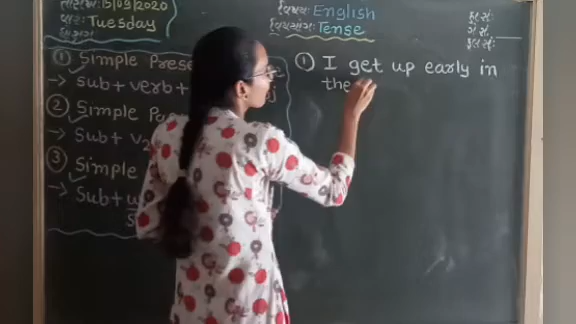 તારીખ: 15/09/2020
વાર: Tuesday
વિષય: English
વિષયાંગ: Tense
કુ.સં.
ગે.સં.
① Simple Prese
→ Sub + verb +
② Simple Pa
→ Sub + v₂
③ Simple
→ Sub +
① I get up early in
the